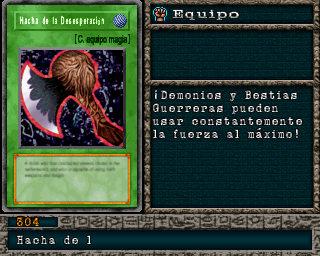 Hacha de la Desesperación
[C. equipo magia]
Equipo
¡Demonios y Bestias
Guerreras pueden
usar constantemente
la fuerza al máximo!
304
Hacha de l